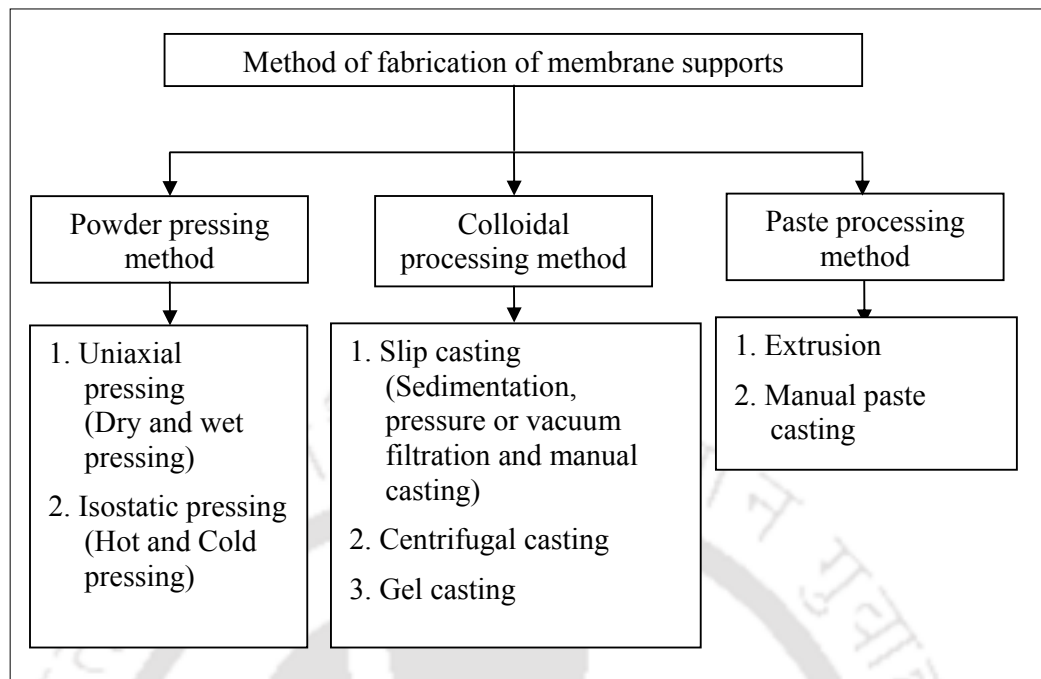 Method of fabrication of membrane supports
Powder pressing
method
Colloidal
processing method
Paste processing
method
1. Uniaxial
pressing
(Dry and wet
pressing)
2. Isostatic pressing
(Hot and Cold
pressing)
1. Slip casting
(Sedimentation,
pressure or vacuum
filtration and manual
casting)
2. Centrifugal casting
3. Gel casting
1. Extrusion
2. Manual paste
casting